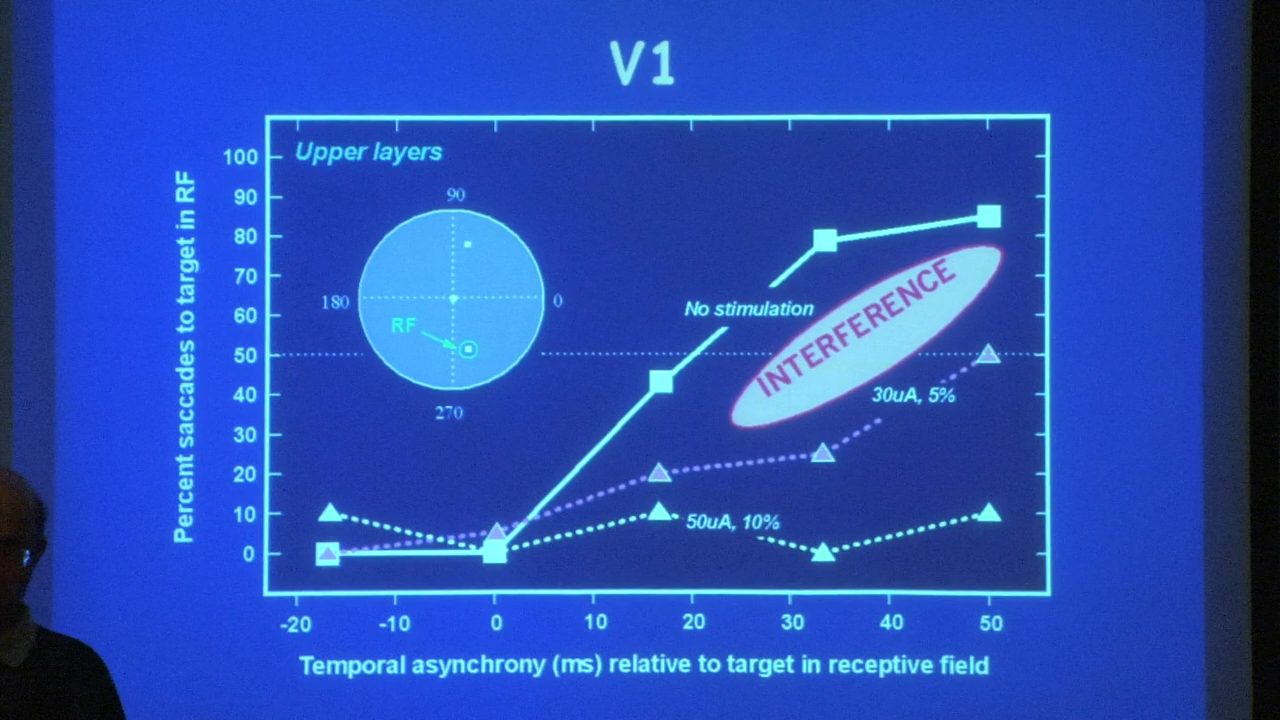 V1
Upper layers
Percent saccades to target in RF
100
90
80
70
60
50
40
30
20
10
0
90
180
0
RF
270
No stimulation
INTERFERENCE
30uA, 5%
50uA, 10%
-20 -10 0 10 20 30 40 50
Temporal asynchrony (ms) relative to target in receptive field